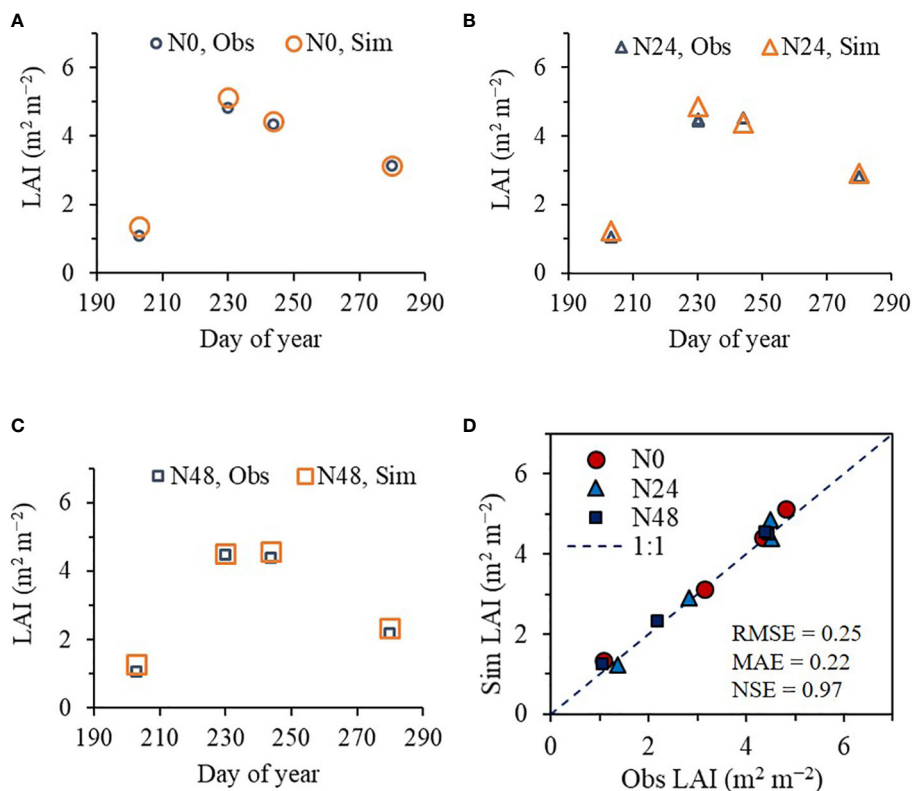 A
N0, Obs N0, Sim
LAI (m² m⁻²)
6
4
2
0
190 210 230 250 270 290
Day of year
B
N24, Obs N24, Sim
LAI (m² m⁻²)
6
4
2
0
190 210 230 250 270 290
Day of year
C
N48, Obs N48, Sim
LAI (m² m⁻²)
6
4
2
0
190 210 230 250 270 290
Day of year
D
N0
N24
N48
1:1
Sim LAI (m² m⁻²)
6
4
2
0
RMSE = 0.25
MAE = 0.22
NSE = 0.97
0 2 4 6
Obs LAI (m² m⁻²)